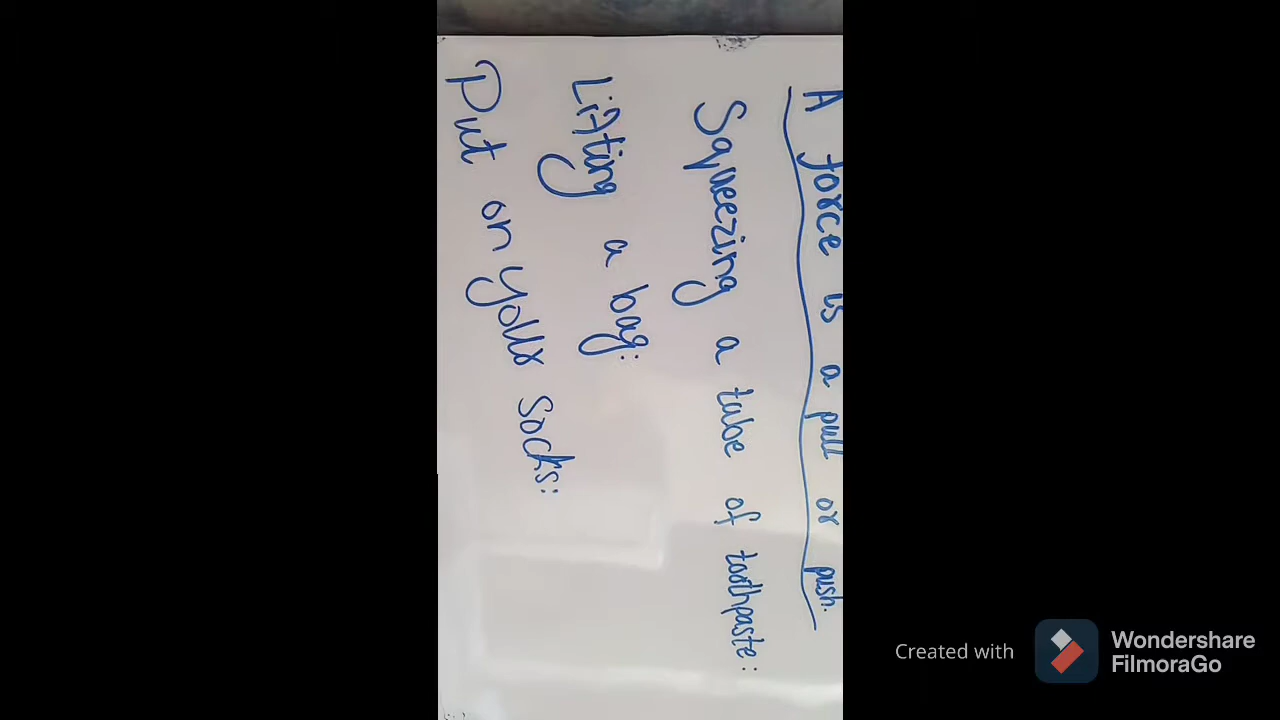 A force is a pull or push.
Squeezing a tube of toothpaste:
Lifting a bag:
Put on your socks:
Created with
Wondershare
FilmoraGo